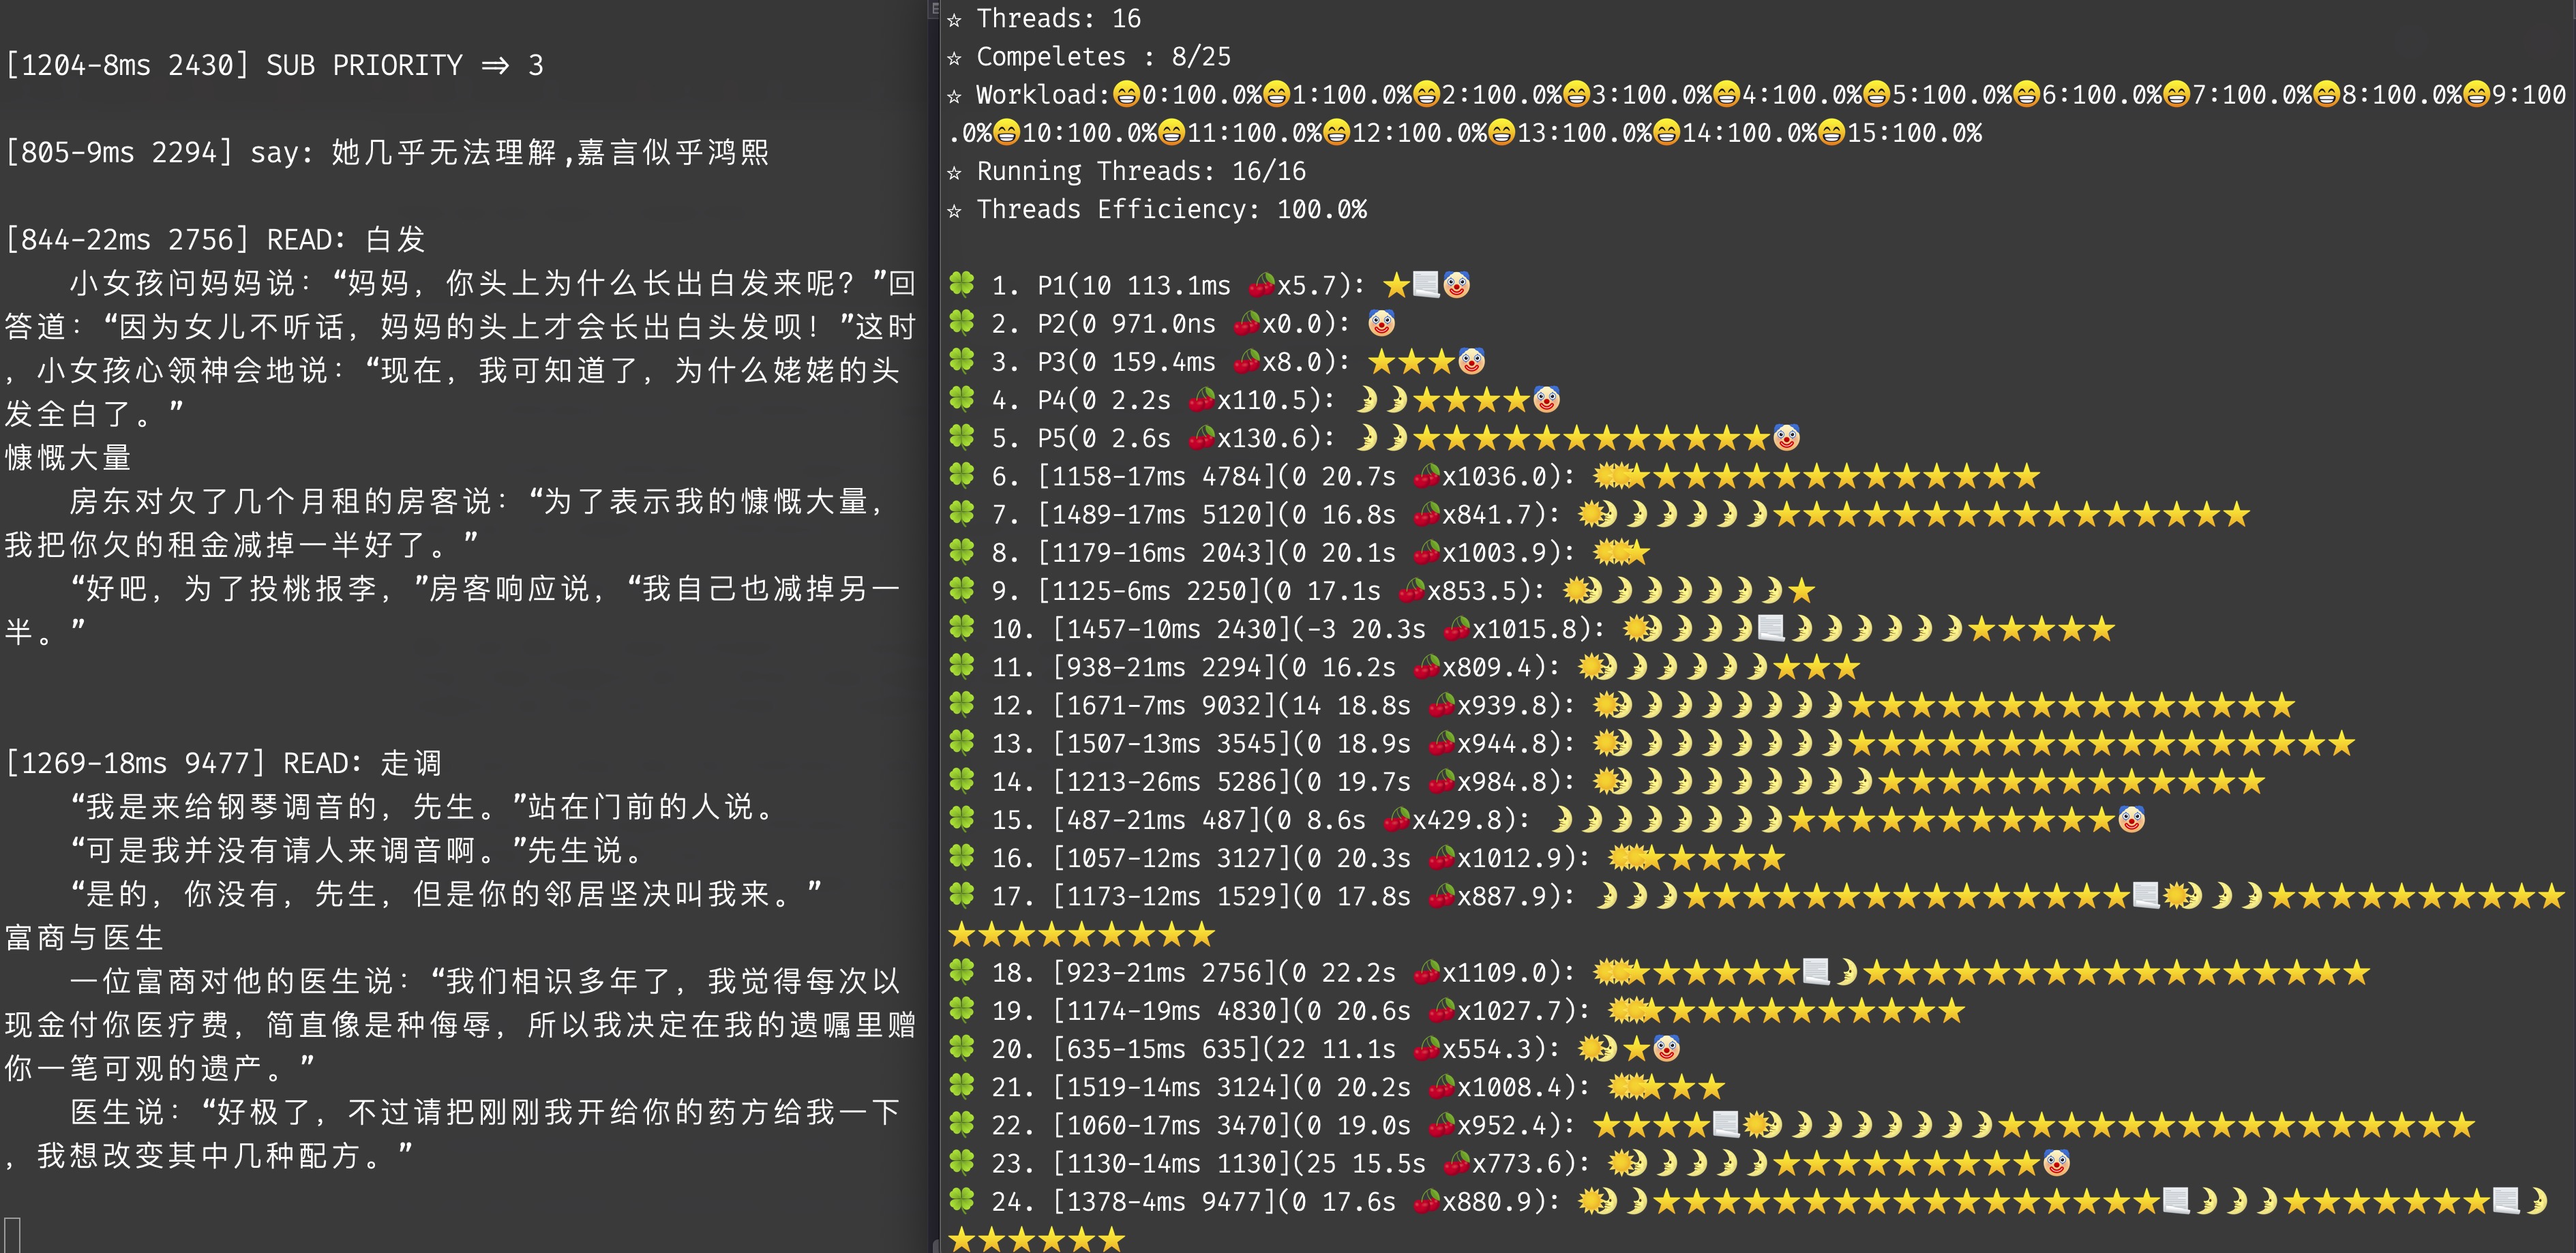 [1204-8ms 2430] SUB PRIORITY => 3
[805-9ms 2294] say: 她几乎无法理解,嘉言似乎鸿熙
[844-22ms 2756] READ: 白发
小女孩问妈妈说：“妈妈，你头上为什么长出白发来呢？”回
答道：“因为女儿不听话，妈妈的头上才会长出白头发呗！”这时
，小女孩心领神会地说：“现在，我可知道了，为什么姥姥的头
发全白了。”
慷慨大量
房东对欠了几个月租的房客说：“为了表示我的慷慨大量，
我把你欠的租金减掉一半好了。”
“好吧，为了投桃报李，”房客响应说，“我自己也减掉另一
半。”
[1269-18ms 9477] READ: 走调
“我是来给钢琴调音的，先生。”站在门前的人说。
“可是我并没有请人来调音啊。”先生说。
“是的，你没有，先生，但是你的邻居坚决叫我来。”
富商与医生
一位富商对他的医生说：“我们相识多年了，我觉得每次以
现金付你医疗费，简直像是种侮辱，所以我决定在我的遗嘱里赠
你一笔可观的遗产。”
医生说：“好极了，不过请把刚刚我开给你的药方给我一下
，我想改变其中几种配方。”
☆ Threads: 16
☆ Compeletes : 8/25
☆ Workload:😁0:100.0%😁1:100.0%😁2:100.0%😁3:100.0%😁4:100.0%😁5:100.0%😁6:100.0%😁7:100.0%😁8:100.0%😁9:100
.0%😁10:100.0%😁11:100.0%😁12:100.0%😁13:100.0%😁14:100.0%😁15:100.0%
☆ Running Threads: 16/16
☆ Threads Efficiency: 100.0%
🍀 1. P1(10 113.1ms 🍒x5.7):
🍀 2. P2(0 971.0ns 🍒x0.0):
🍀 3. P3(0 159.4ms 🍒x8.0):
🍀 4. P4(0 2.2s 🍒x110.5):
🍀 5. P5(0 2.6s 🍒x130.6):
🍀 6. [1158-17ms 4784](0 20.7s 🍒x1036.0):
🍀 7. [1489-17ms 5120](0 16.8s 🍒x841.7):
🍀 8. [1179-16ms 2043](0 20.1s 🍒x1003.9):
🍀 9. [1125-6ms 2250](0 17.1s 🍒x853.5):
🍀 10. [1457-10ms 2430](-3 20.3s 🍒x1015.8):
🍀 11. [938-21ms 2294](0 16.2s 🍒x809.4):
🍀 12. [1671-7ms 9032](14 18.8s 🍒x939.8):
🍀 13. [1507-13ms 3545](0 18.9s 🍒x944.8):
🍀 14. [1213-26ms 5286](0 19.7s 🍒x984.8):
🍀 15. [487-21ms 487](0 8.6s 🍒x429.8):
🍀 16. [1057-12ms 3127](0 20.3s 🍒x1012.9):
🍀 17. [1173-12ms 1529](0 17.8s 🍒x887.9):
🍀 18. [923-21ms 2756](0 22.2s 🍒x1109.0):
🍀 19. [1174-19ms 4830](0 20.6s 🍒x1027.7):
🍀 20. [635-15ms 635](22 11.1s 🍒x554.3):
🍀 21. [1519-14ms 3124](0 20.2s 🍒x1008.4):
🍀 22. [1060-17ms 3470](0 19.0s 🍒x952.4):
🍀 23. [1130-14ms 1130](25 15.5s 🍒x773.6):
🍀 24. [1378-4ms 9477](0 17.6s 🍒x880.9):